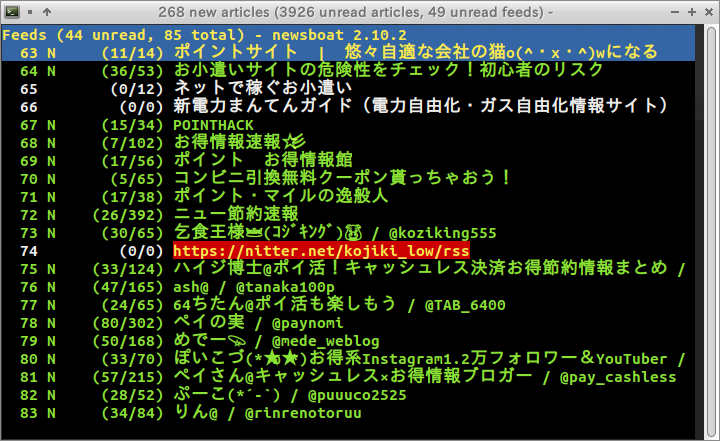 268 new articles (3926 unread articles, 49 unread feeds) -
Feeds (44 unread, 85 total) - newsboat 2.10.2
63 N (11/14) ポイントサイト | 悠々自適な会社の猫o(^・x・^)wになる
64 N (36/53) お小遣いサイトの危険性をチェック！初心者のリスク
65 (0/12) ネットで稼ぐお小遣い
66 (0/0) 新電力まんてんガイド（電力自由化・ガス自由化情報サイト）
67 N (15/34) POINTHACK
68 N (7/102) お得情報速報☆彡
69 N (17/56) ポイント　お得情報館
70 N (5/65) コンビニ引換無料クーポン貰っちゃおう！
71 N (17/38) ポイント・マイルの逸般人
72 N (26/392) ニュー節約速報
73 N (30/65) 乞食王様👑(ｺｼﾞｷﾝｸﾞ)🐻 / @koziking555
74 (0/0) https://nitter.net/kojiki_low/rss
75 N (33/124) ハイジ博士@ポイ活！キャッシュレス決済お得節約情報まとめ /
76 N (47/165) ash@ / @tanaka100p
77 N (24/65) 64ちたん@ポイ活も楽しもう / @TAB_6400
78 N (80/302) ペイの実 / @paynomi
79 N (50/168) めでー🍉 / @mede_weblog
80 N (33/70) ぽいこづ(*★★)お得系Instagram1.2万フォロワー＆YouTuber /
81 N (57/215) ペイさん@キャッシュレス×お得情報ブロガー / @pay_cashless
82 N (28/52) ぷーこ(*´-`) / @puuuco2525
83 N (34/84) りん@ / @rinrenotoruu